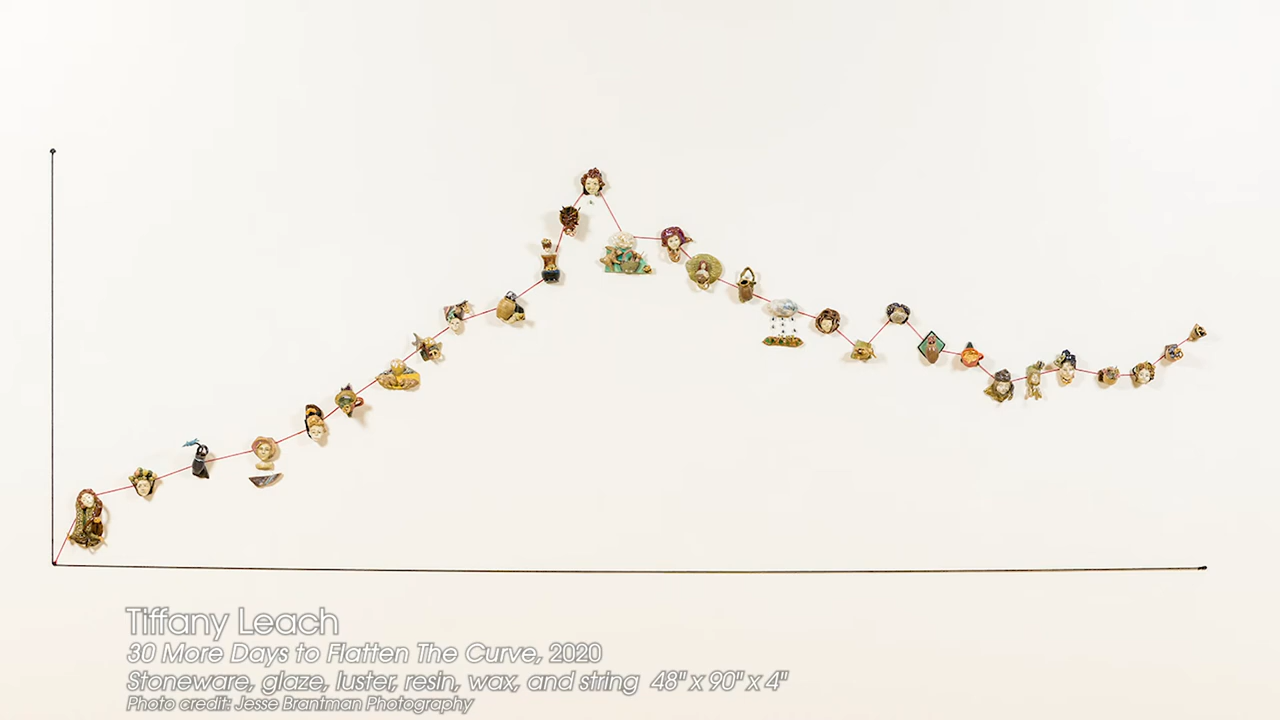 Tiffany Leach
30 More Days to Flatten The Curve, 2020
Stoneware, glaze, luster, resin, wax, and string 48" x 90" x 4"
Photo credit: Jesse Brantman Photography